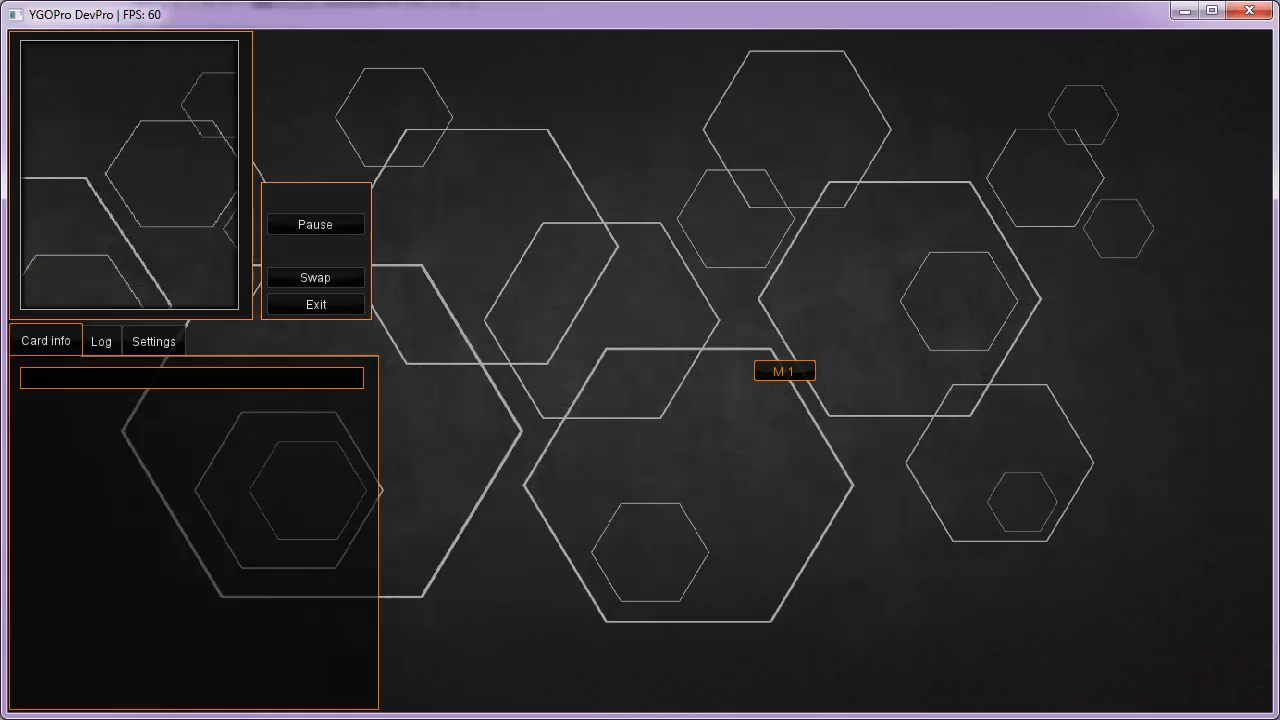 YGOPro DevPro | FPS: 60
Pause
Swap
Exit
Card info
Log
Settings
M 1